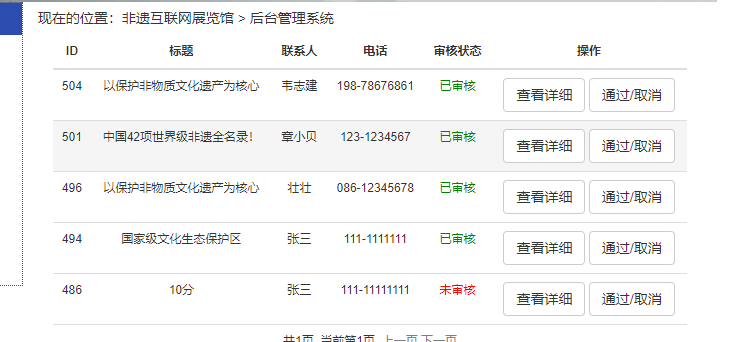 现在的位置：非遗互联网展览馆 > 后台管理系统
ID 标题 联系人 电话 审核状态 操作
504 以保护非物质文化遗产为核心 韦志建 198-78676861 已审核 查看详细 通过/取消
501 中国42项世界级非遗全名录! 章小贝 123-1234567 已审核 查看详细 通过/取消
496 以保护非物质文化遗产为核心 壮壮 086-12345678 已审核 查看详细 通过/取消
494 国家级文化生态保护区 张三 111-1111111 已审核 查看详细 通过/取消
486 10分 张三 111-11111111 未审核 查看详细 通过/取消
共1页 当前第1页 上一页 下一页